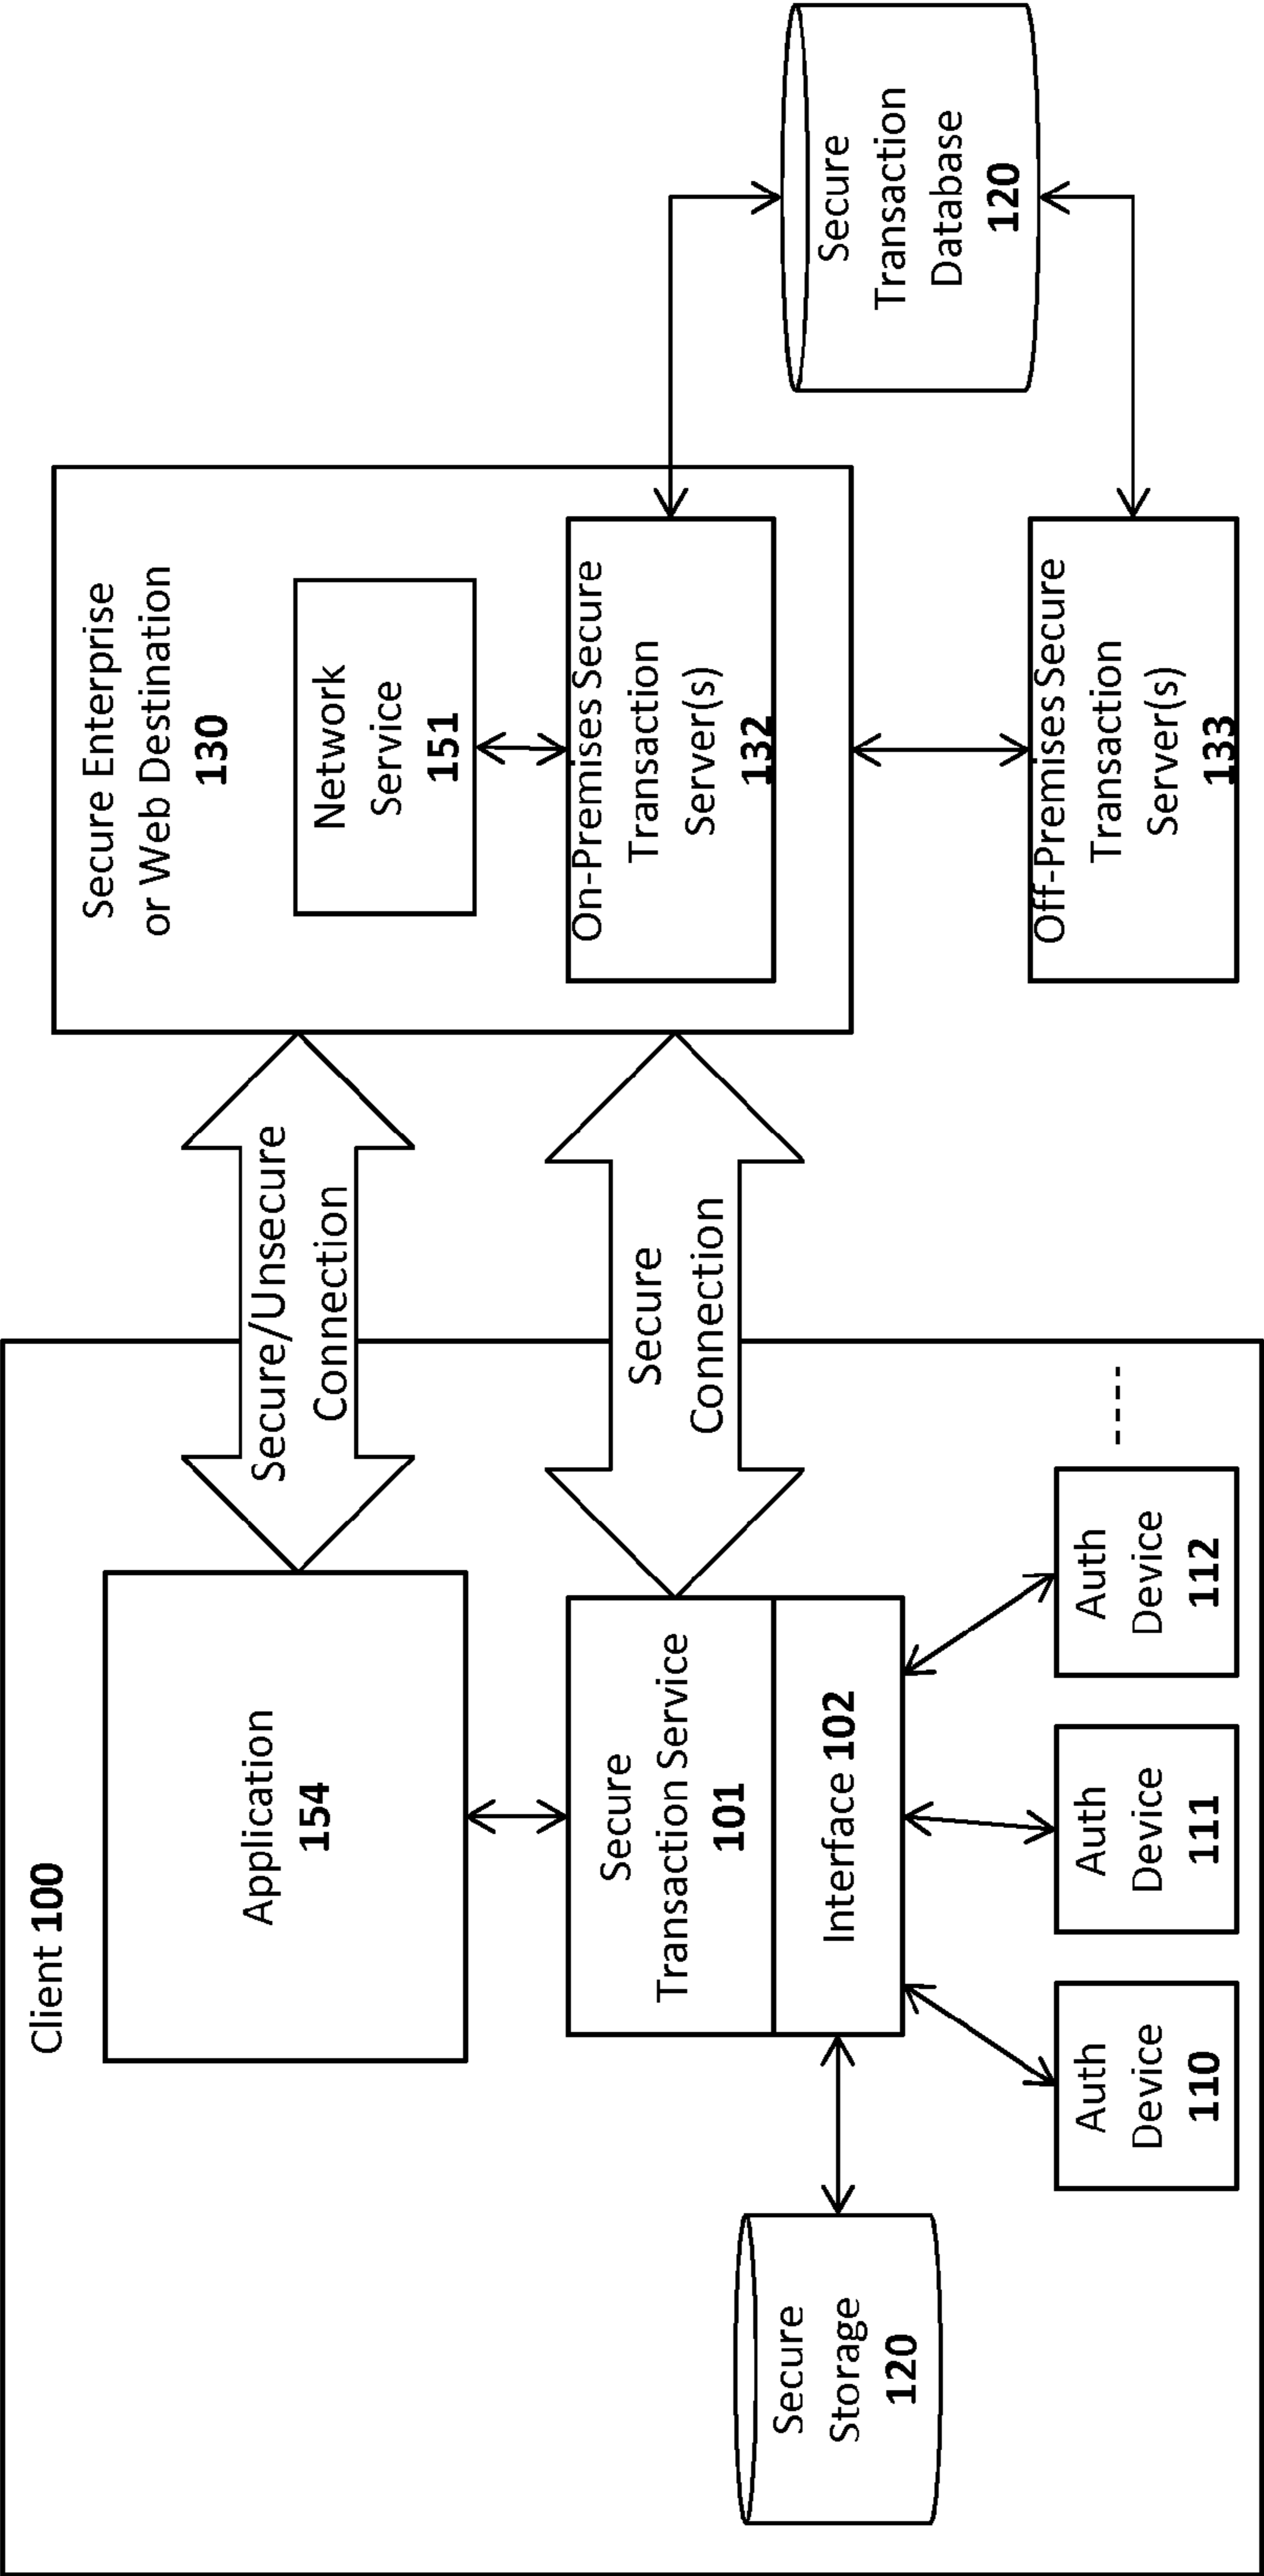 Client 100
Application
154
Secure
Transaction Service
101
Interface 102
Secure
Storage
120
Auth
Device
110
Auth
Device
111
Auth
Device
112
Secure/Unsecure
Connection
Secure
Connection
Secure Enterprise
or Web Destination
130
Network
Service
151
On-Premises Secure
Transaction
Server(s)
132
Off-Premises Secure
Transaction
Server(s)
133
Secure
Transaction
Database
120